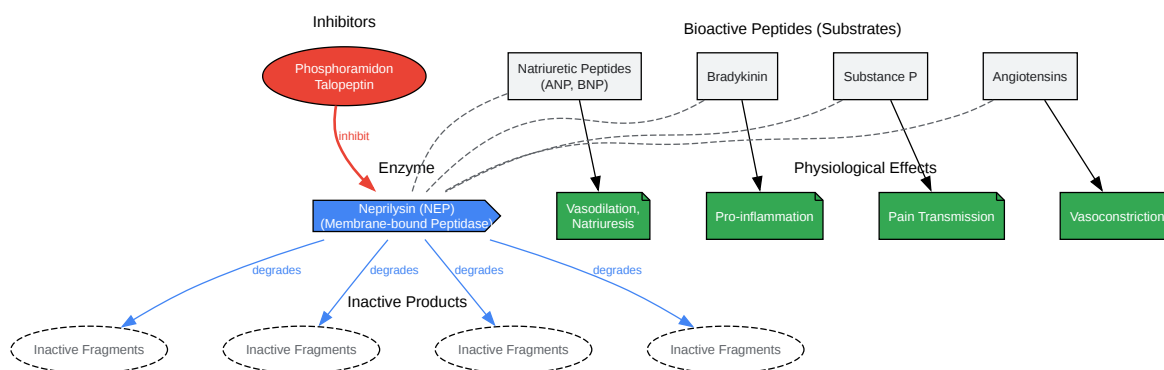 Inhibitors
Bioactive Peptides (Substrates)
Phosphoramidon
Talopeptin
Natriuretic Peptides
(ANP, BNP)
Bradykinin
Substance P
Angiotensins
inhibit
Enzyme
Physiological Effects
Neprilysin (NEP)
(Membrane-bound Peptidase)
Vasodilation,
Natriuresis
Pro-inflammation
Pain Transmission
Vasoconstriction
degrades
degrades
degrades
degrades
Inactive Products
Inactive Fragments
Inactive Fragments
Inactive Fragments
Inactive Fragments